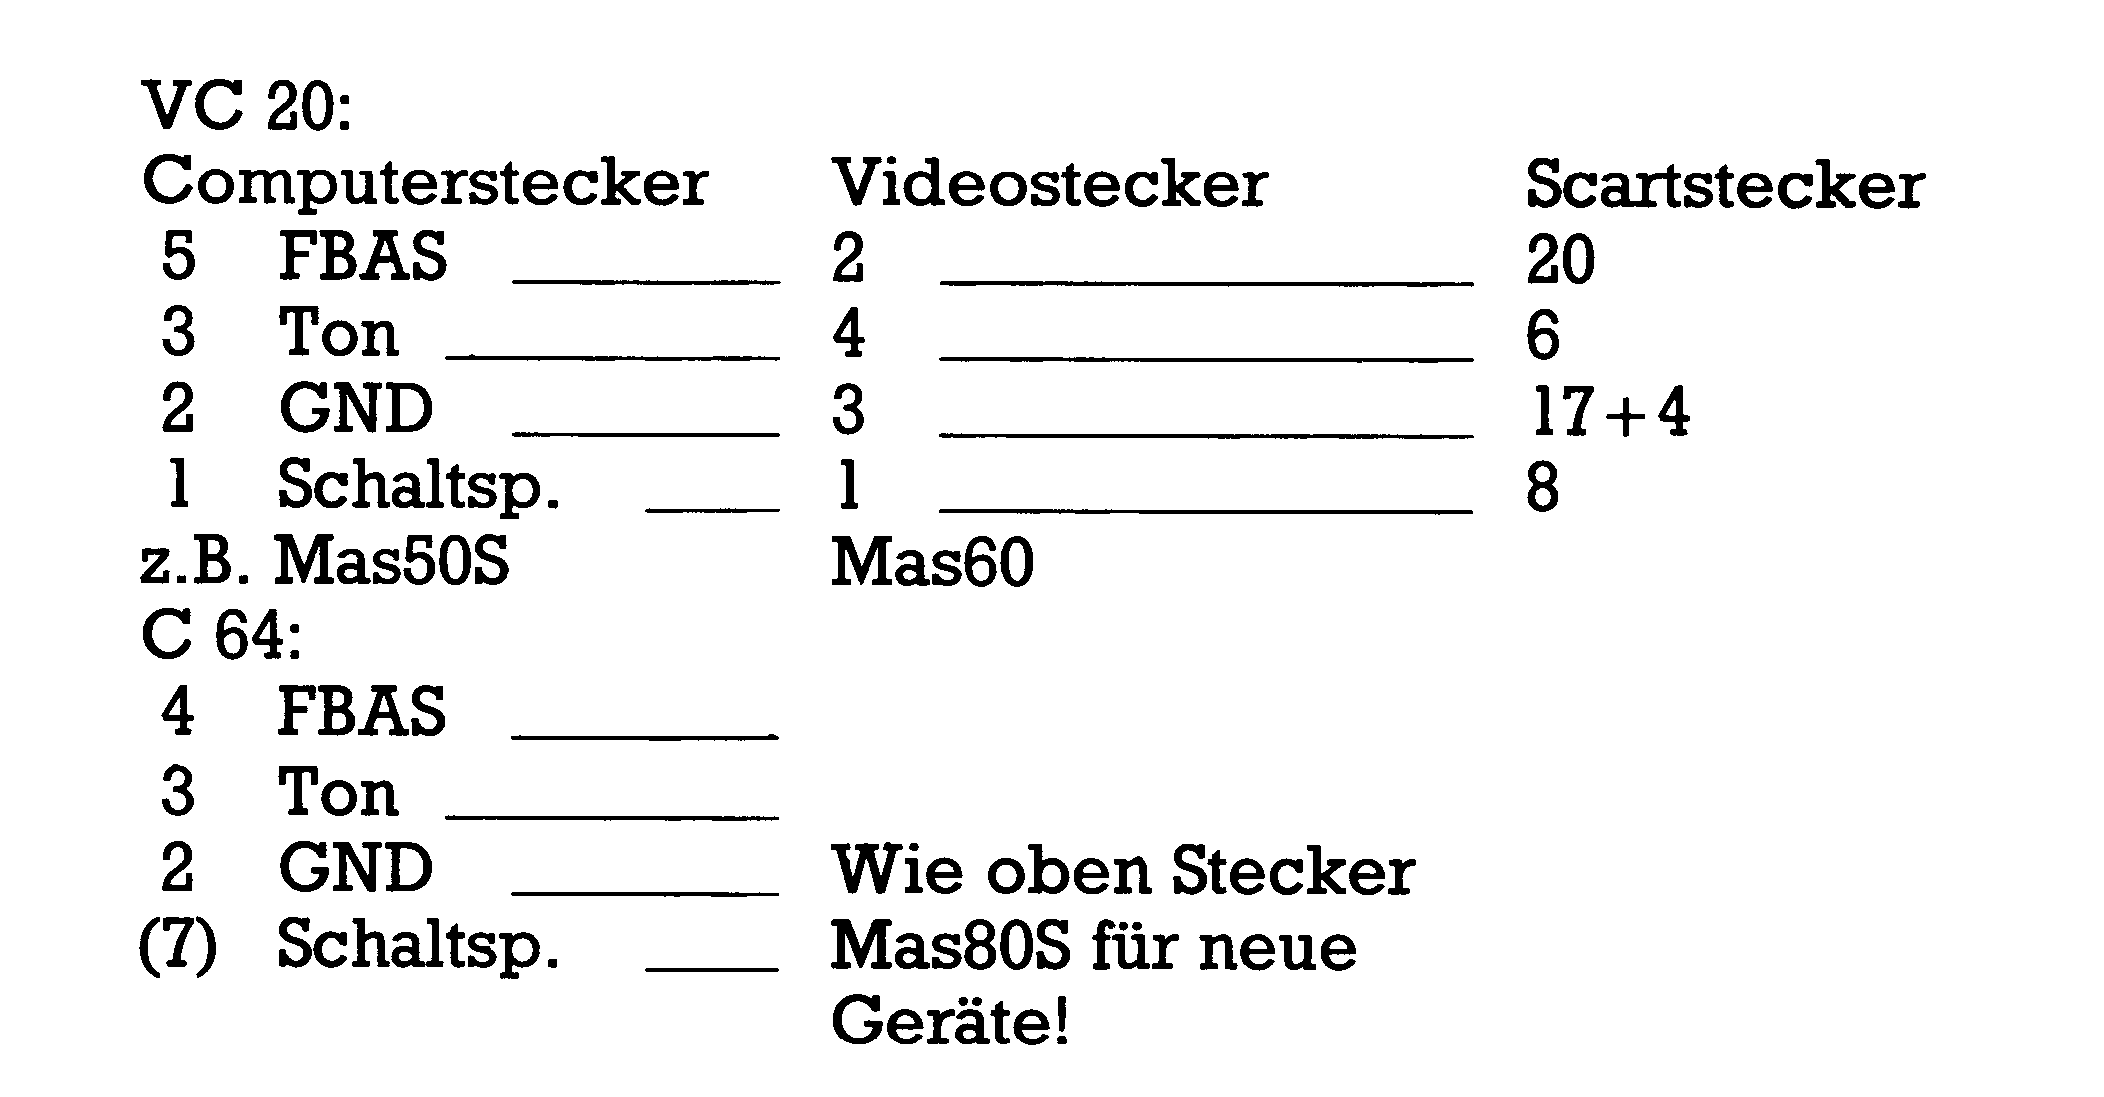 VC 20:
Computerstecker Videostecker Scartstecker
5 FBAS 2 20
3 Ton 4 6
2 GND 3 17+4
1 Schaltsp. 1 8
z.B. Mas50S Mas60
C 64:
4 FBAS
3 Ton
2 GND Wie oben Stecker
(7) Schaltsp. Mas80S für neue
Geräte!